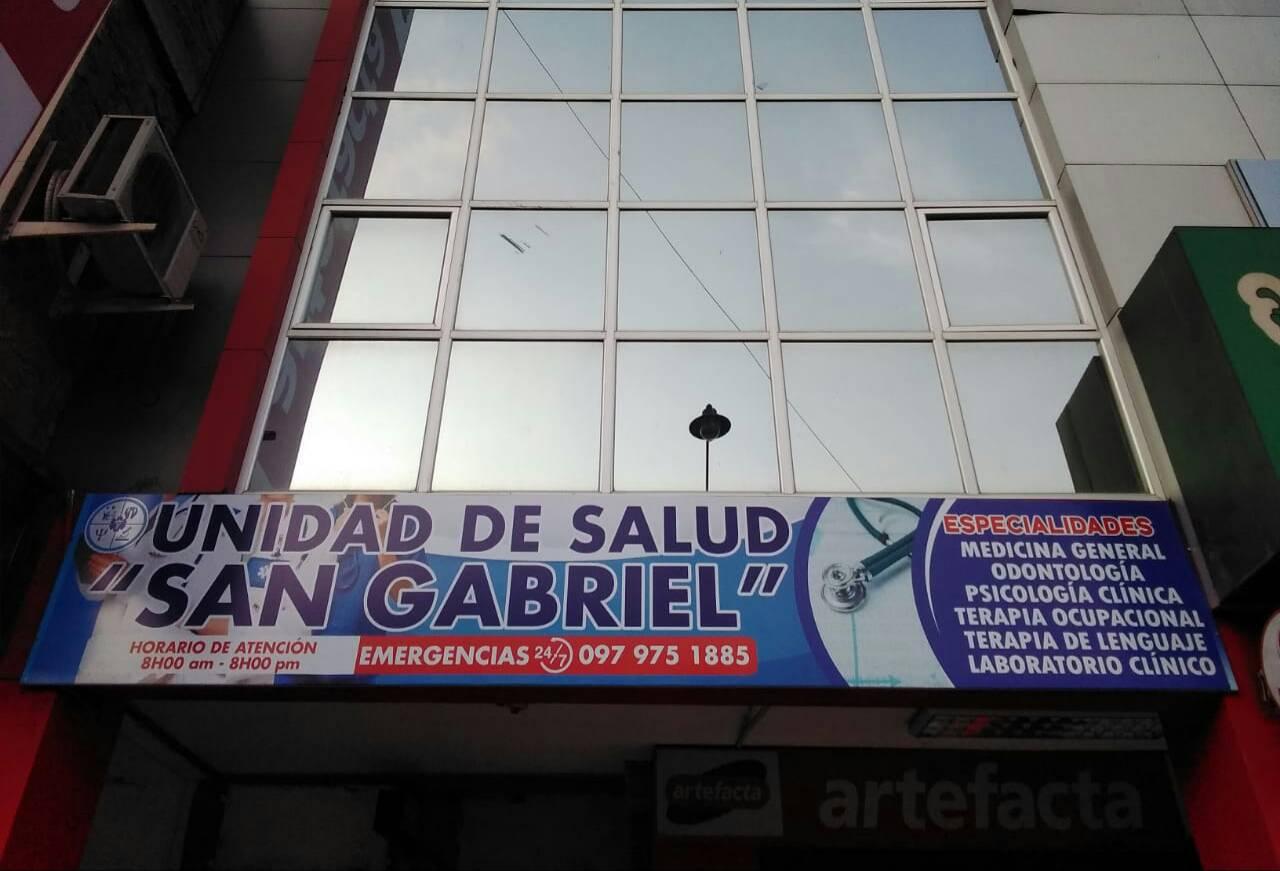 UNIDAD DE SALUD
"SAN GABRIEL"
HORARIO DE ATENCIÓN
8H00 am - 8H00 pm
EMERGENCIAS 24/7 097 975 1885
ESPECIALIDADES
MEDICINA GENERAL
ODONTOLOGÍA
PSICOLOGÍA CLÍNICA
TERAPIA OCUPACIONAL
TERAPIA DE LENGUAJE
LABORATORIO CLÍNICO
artefacta
artefacta